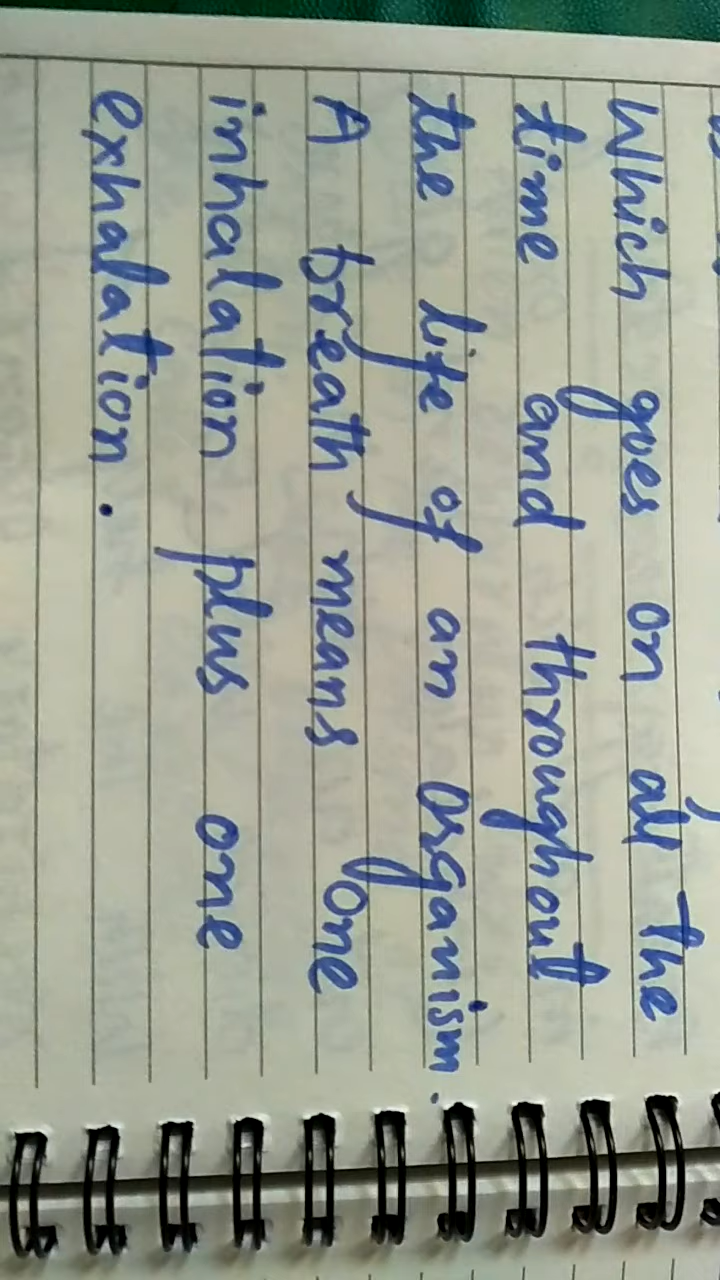 Which goes on all the
time and throughout
the life of an organism.
A breath means one
inhalation plus one
exhalation.